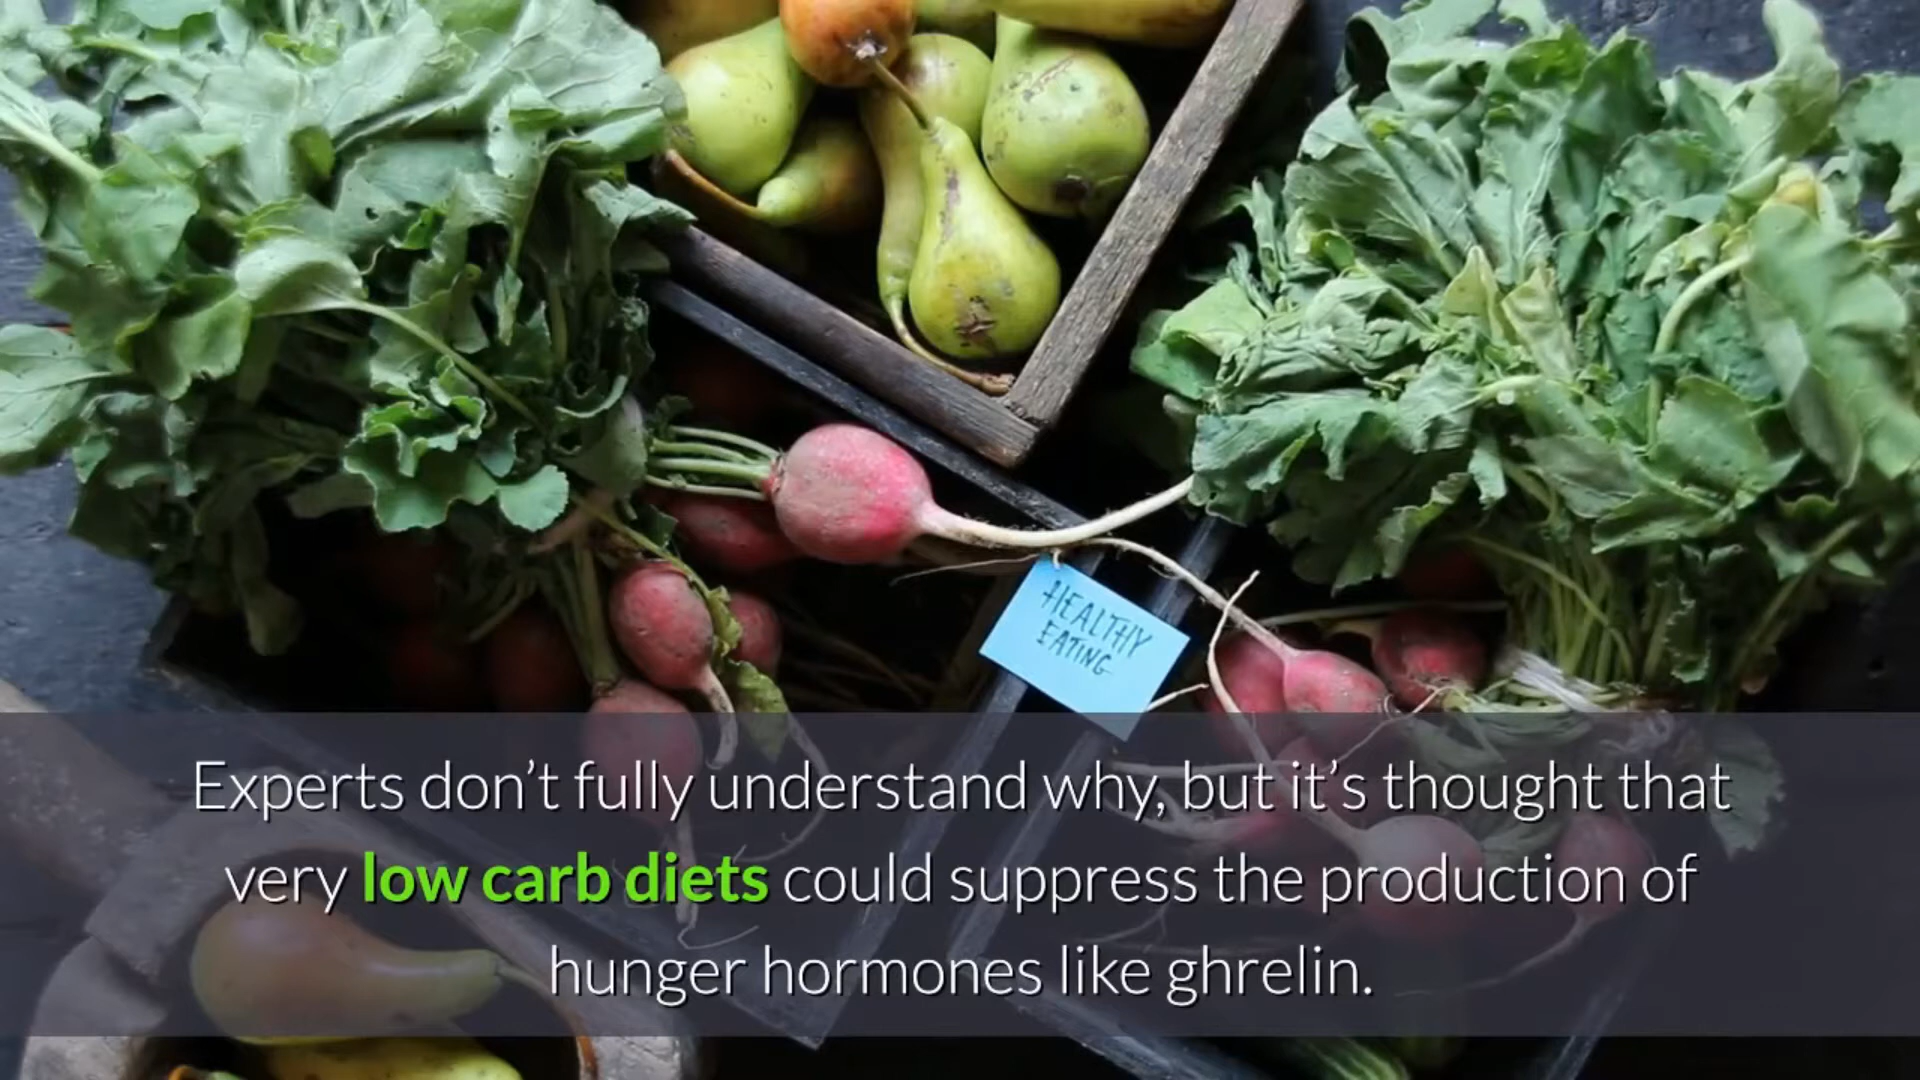 HEALTHY
EATING
Experts don't fully understand why, but it's thought that
very low carb diets could suppress the production of
hunger hormones like ghrelin.